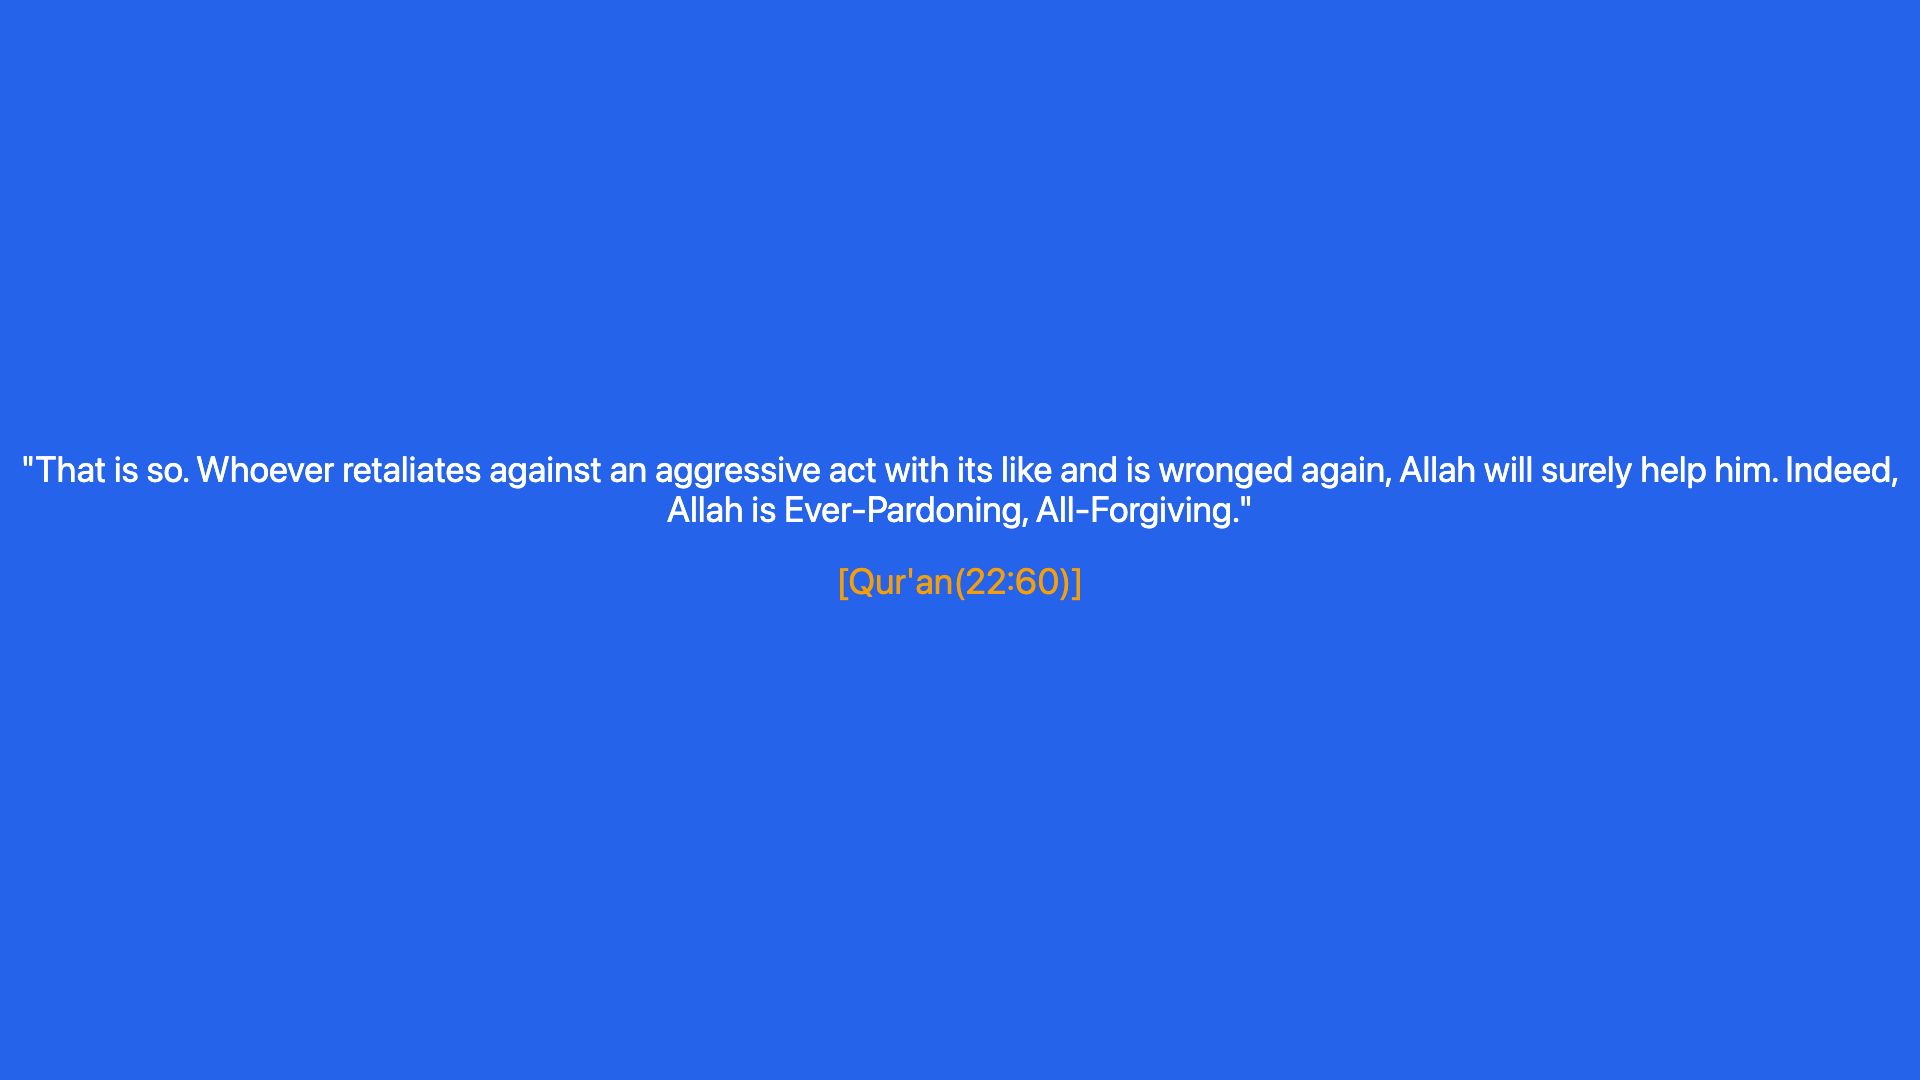 "That is so. Whoever retaliates against an aggressive act with its like and is wronged again, Allah will surely help him. Indeed,
Allah is Ever-Pardoning, All-Forgiving."
[Qur'an(22:60)]